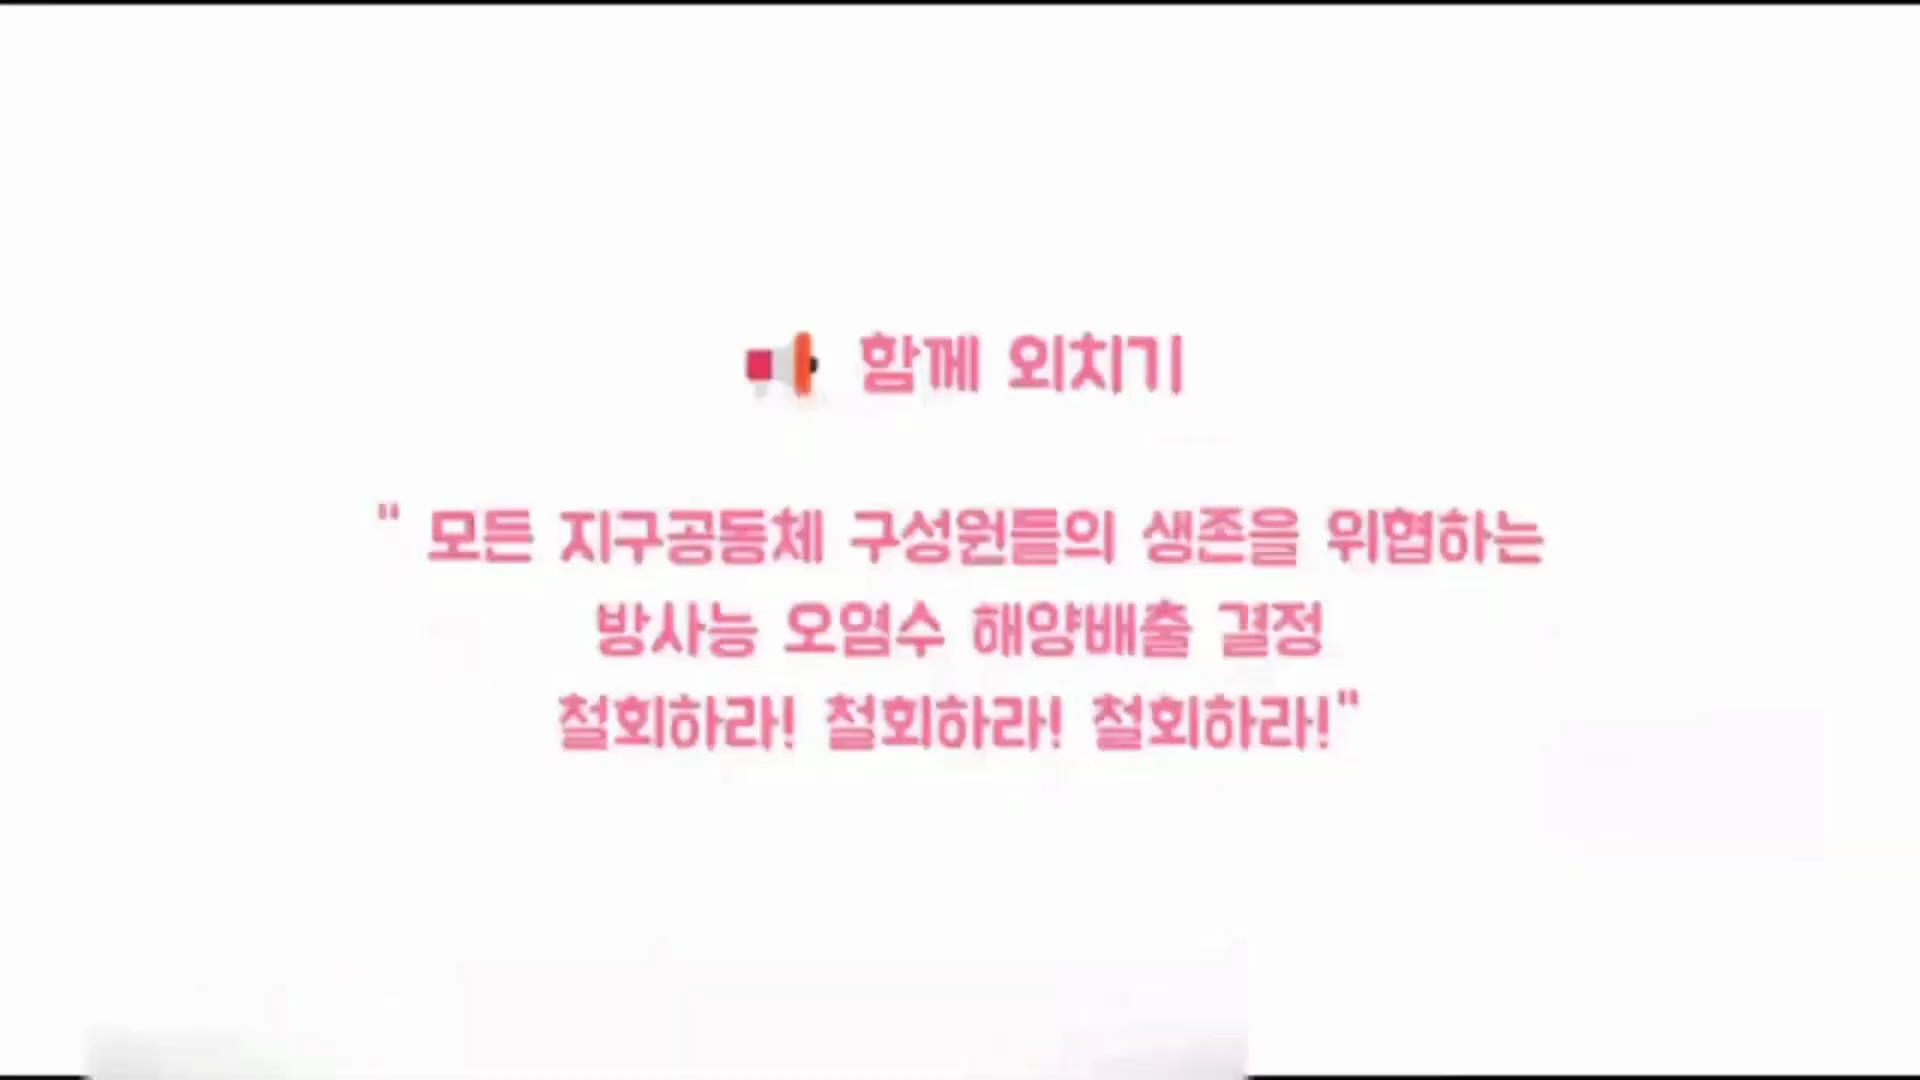 함께 외치기
" 모든 지구공동체 구성원들의 생존을 위협하는
방사능 오염수 해양배출 결정
철회하라! 철회하라! 철회하라!"